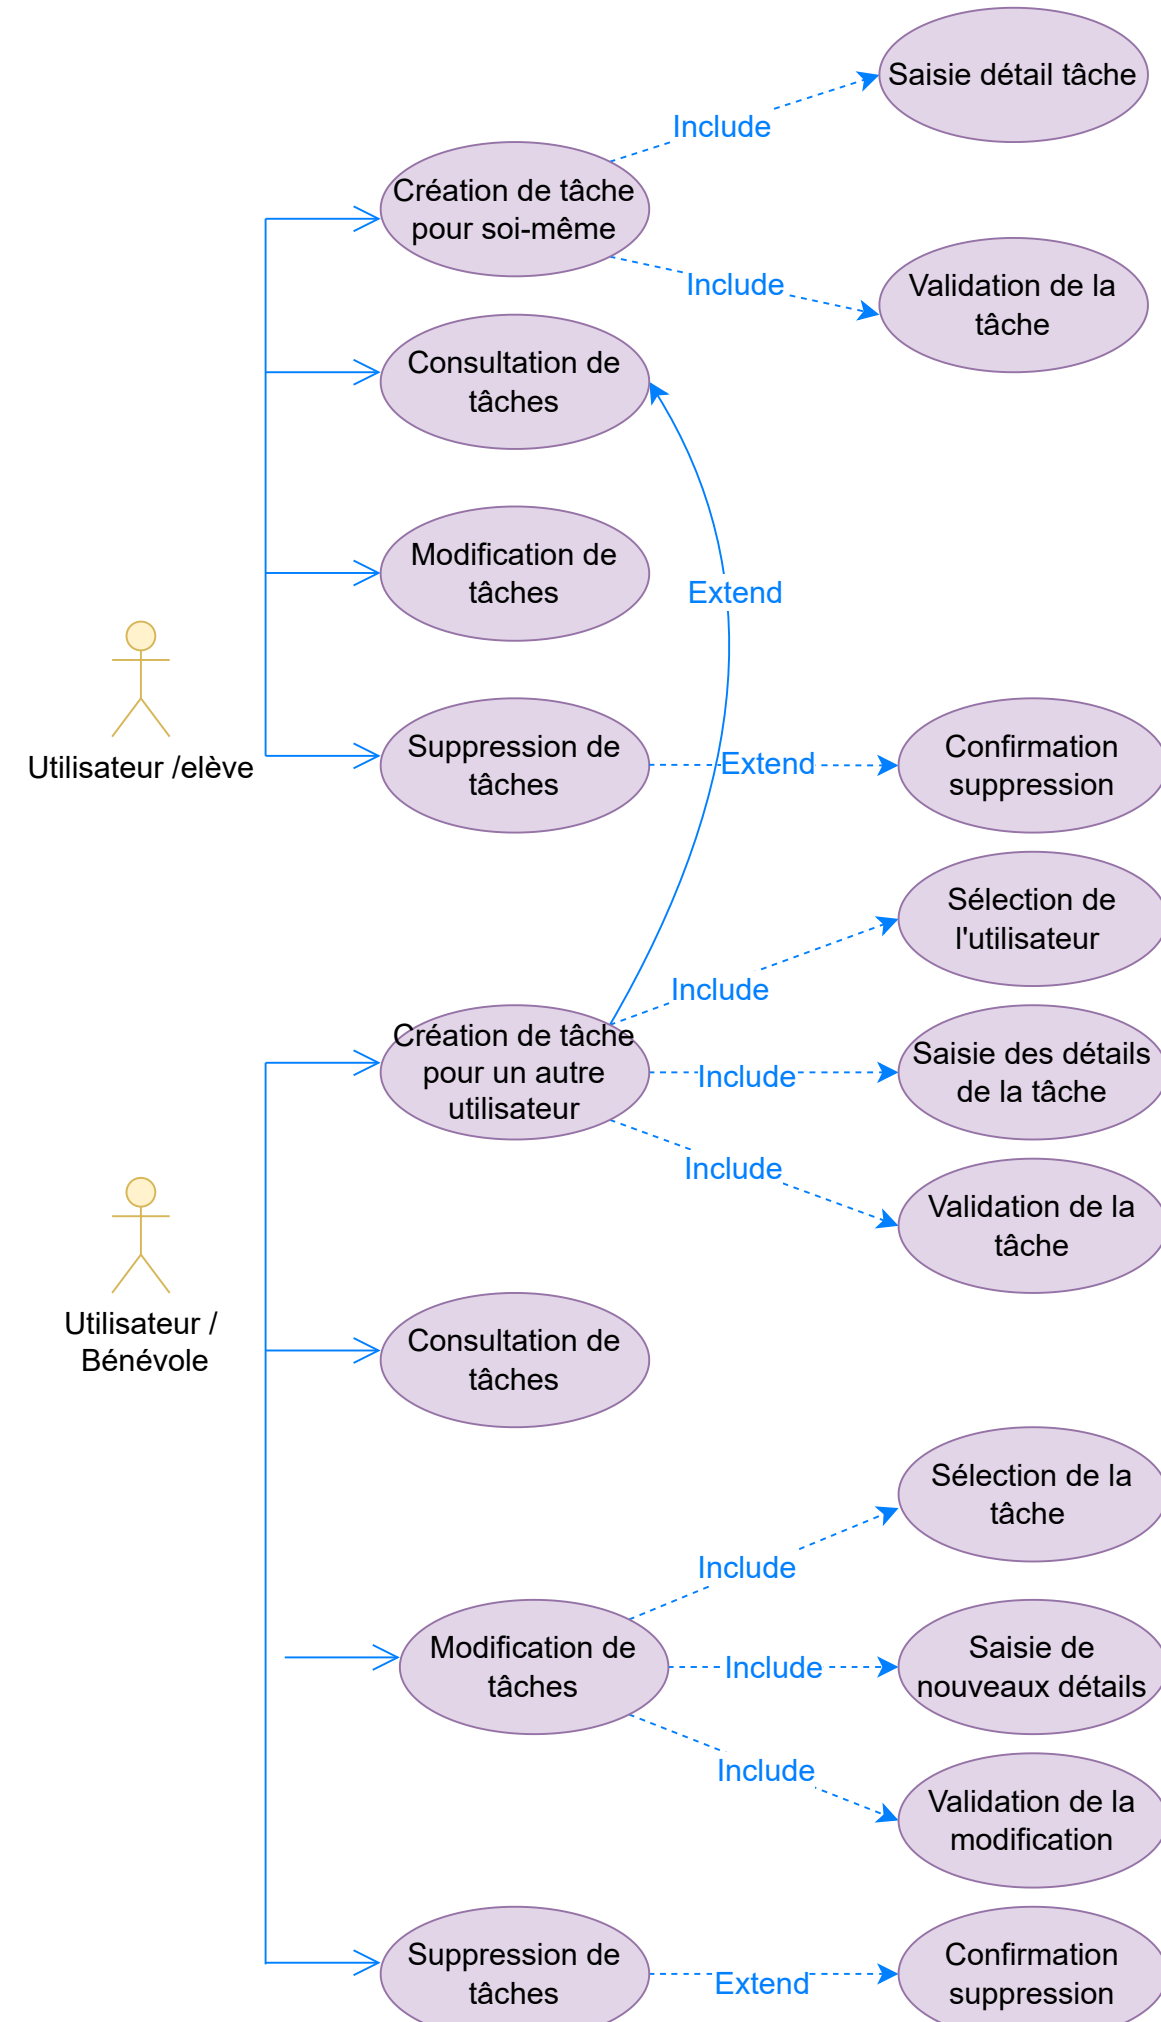 Saisie détail tâche
Include
Création de tâche
pour soi-même
Include
Validation de la
tâche
Consultation de
tâches
Modification de
tâches
Extend
Utilisateur /elève
Suppression de
tâches
Extend
Confirmation
suppression
Sélection de
l'utilisateur
Include
Création de tâche
pour un autre
utilisateur
Include
Saisie des détails
de la tâche
Include
Validation de la
tâche
Utilisateur /
Bénévole
Consultation de
tâches
Sélection de la
tâche
Include
Modification de
tâches
Include
Saisie de
nouveaux détails
Include
Validation de la
modification
Suppression de
tâches
Extend
Confirmation
suppression